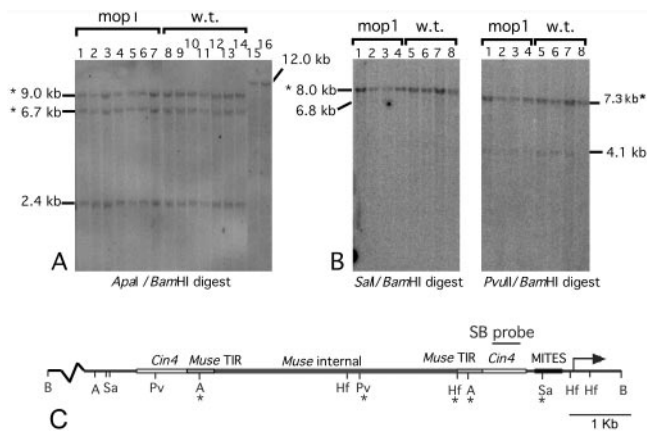 mop1 w.t.
1 2 3 4 5 6 7 8 9 10 11 12 13 14 15 16
12.0 kb
* 9.0 kb
* 6.7 kb
2.4 kb
A
ApaI / BamHI digest
mop1 w.t.
1 2 3 4 5 6 7 8
* 8.0 kb
6.8 kb
B
SalI/BamHI digest
mop1 w.t.
1 2 3 4 5 6 7 8
7.3 kb*
4.1 kb
PvuII/BamHI digest
SB probe
Cin4 Muse TIR Muse internal Muse TIR Cin4 MITES
B A Sa Pv A Hf Pv Hf A Sa Hf Hf B
* * * * *
C
1 Kb